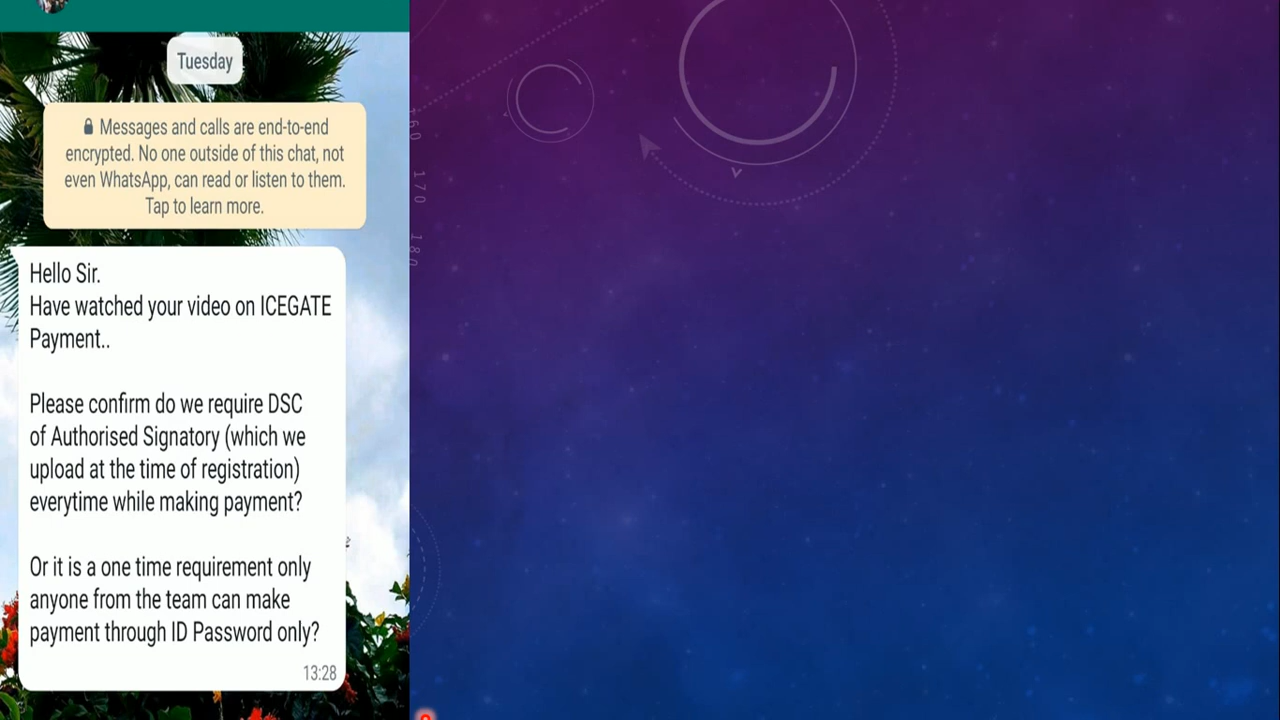 Tuesday
Messages and calls are end-to-end
encrypted. No one outside of this chat, not
even WhatsApp, can read or listen to them.
Tap to learn more.
Hello Sir.
Have watched your video on ICEGATE
Payment..
Please confirm do we require DSC
of Authorised Signatory (which we
upload at the time of registration)
everytime while making payment?
Or it is a one time requirement only
anyone from the team can make
payment through ID Password only?
13:28
160
170
180